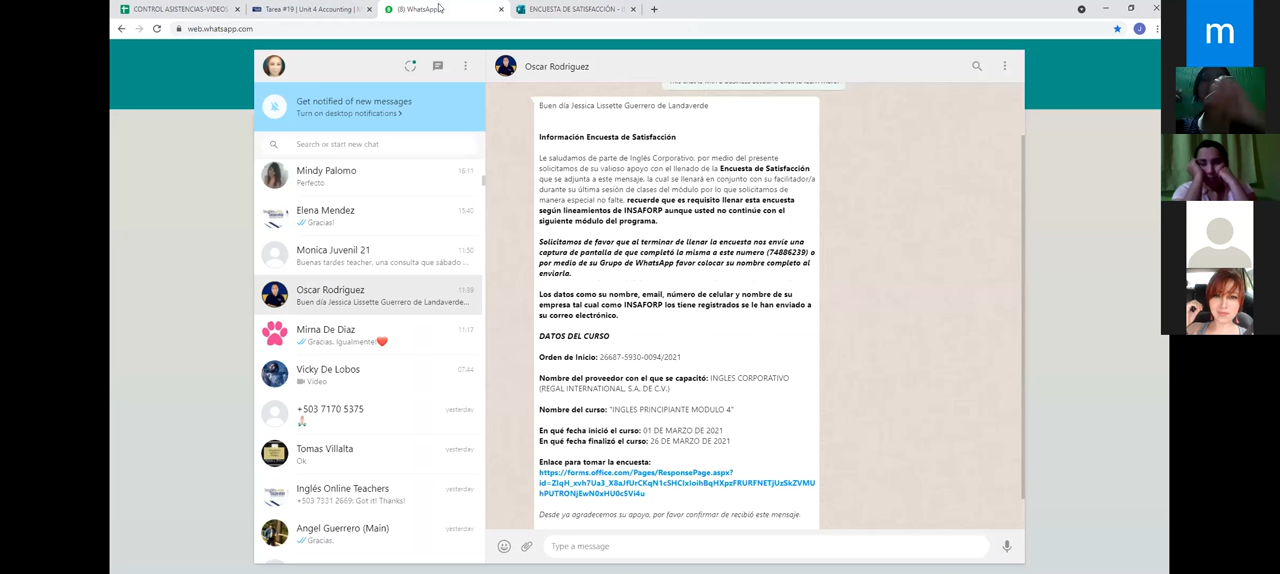 CONTROL ASISTENCIAS-VIDEOS
Tarea #19 | Unit 4 Accounting | M
(8) WhatsApp
ENCUESTA DE SATISFACCIÓN - (P
web.whatsapp.com
J
m
Oscar Rodriguez
Get notified of new messages
Turn on desktop notifications >
Search or start new chat
Mindy Palomo
16:11
Perfecto
Elena Mendez
15:40
Gracias!
Monica Juvenil 21
11:50
Buenas tardes teacher, una consulta que sábado ...
Oscar Rodriguez
11:39
Buen día Jessica Lissette Guerrero de Landaverde...
Mirna De Diaz
11:17
Gracias, Igualmente!
Vicky De Lobos
07:44
Video
+503 7170 5375
yesterday
Tomas Villalta
yesterday
Ok
Inglés Online Teachers
yesterday
+503 7331 2669: Got it! Thanks!
Angel Guerrero (Main)
yesterday
Gracias.
Buen día Jessica Lissette Guerrero de Landaverde
Información Encuesta de Satisfacción
Le saludamos de parte de Inglés Corporativo, por medio del presente
solicitamos de su valioso apoyo con el llenado de la Encuesta de Satisfacción
que se adjunta a este mensaje, la cual se llenará en conjunto con su facilitador/a
durante su última sesión de clases del módulo por lo que solicitamos de
manera especial no falte, recuerde que es requisito llenar esta encuesta
según lineamientos de INSAFORP aunque usted no continúe con el
siguiente módulo del programa.
Solicitamos de favor que al terminar de llenar la encuesta nos envíe una
captura de pantalla de que completó la misma a este numero (74886239) o
por medio de su Grupo de WhatsApp favor colocar su nombre completo al
enviarla.
Los datos como su nombre, email, número de celular y nombre de su
empresa tal cual como INSAFORP los tiene registrados se le han enviado a
su correo electrónico.
DATOS DEL CURSO
Orden de Inicio: 26687-5930-0094/2021
Nombre del proveedor con el que se capacitó: INGLES CORPORATIVO
(REGAL INTERNATIONAL, S.A. DE C.V.)
Nombre del curso: "INGLES PRINCIPIANTE MODULO 4"
En qué fecha inició el curso: 01 DE MARZO DE 2021
En qué fecha finalizó el curso: 26 DE MARZO DE 2021
Enlace para tomar la encuesta:
https://forms.office.com/Pages/ResponsePage.aspx?
Desde ya agradecemos su apoyo, por favor confirmar de recibió este mensaje.
Type a message